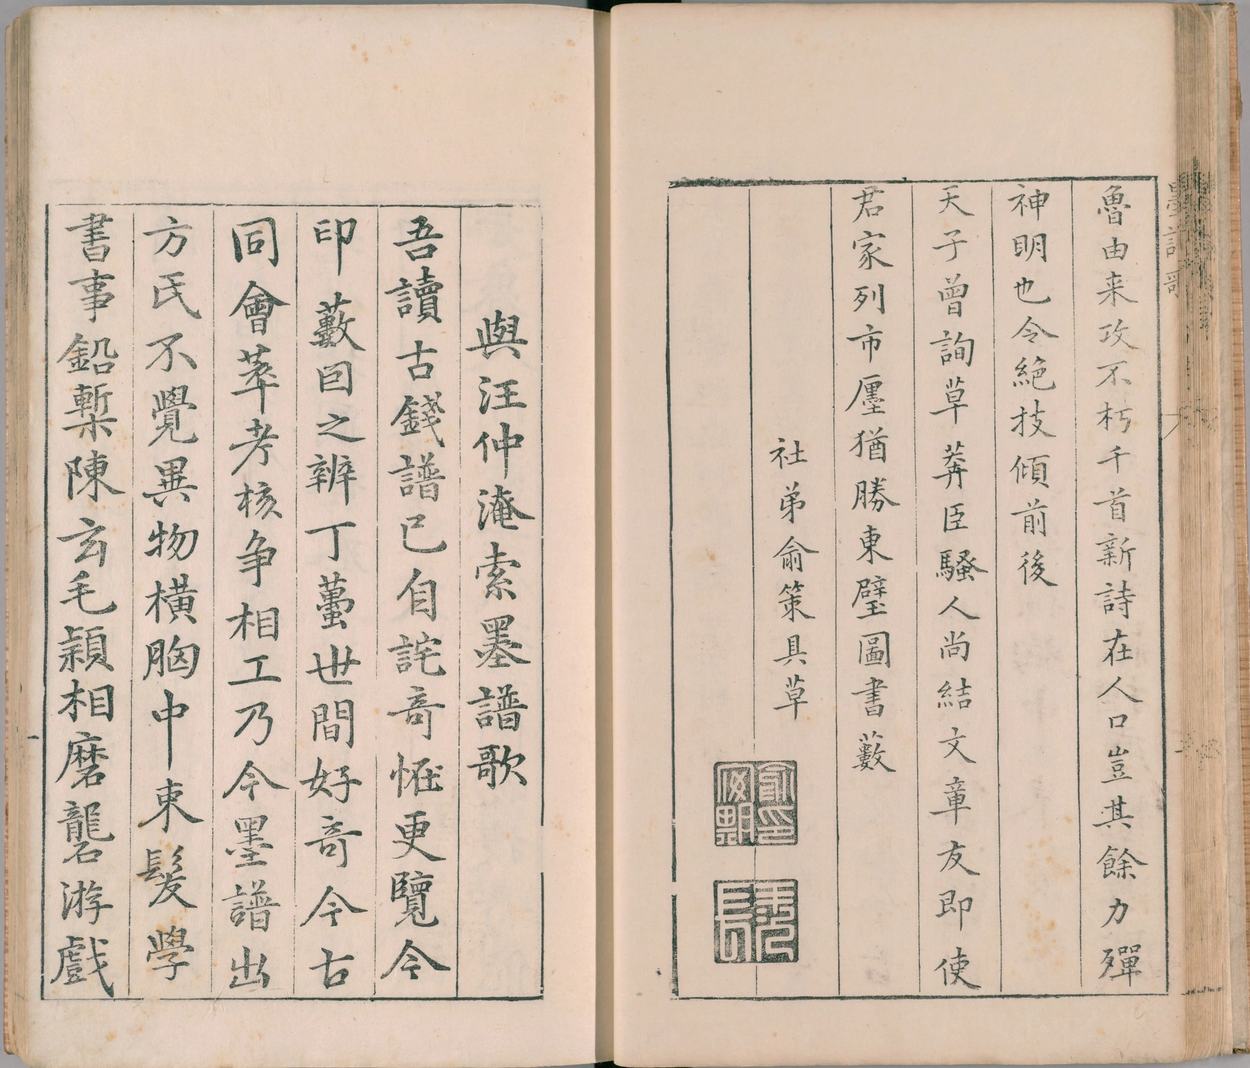 魯由来攻不朽千首新詩在人口豈其餘力殫
神明也令絕技傾前後
天子曾詢草莽臣騷人尚結文章友即使
君家列市廛猶勝東壁圖書藪
社弟俞策具草
與汪仲淹索墨譜歌
吾讀古錢譜已自詫奇恠更覽今
印藪囙之辨丁蠆世間好奇今古
同會萃考核爭相工乃今墨譜出
方氏不覺異物橫胸中束髮學
書事鉛槧陳玄毛穎相磨礲游戲